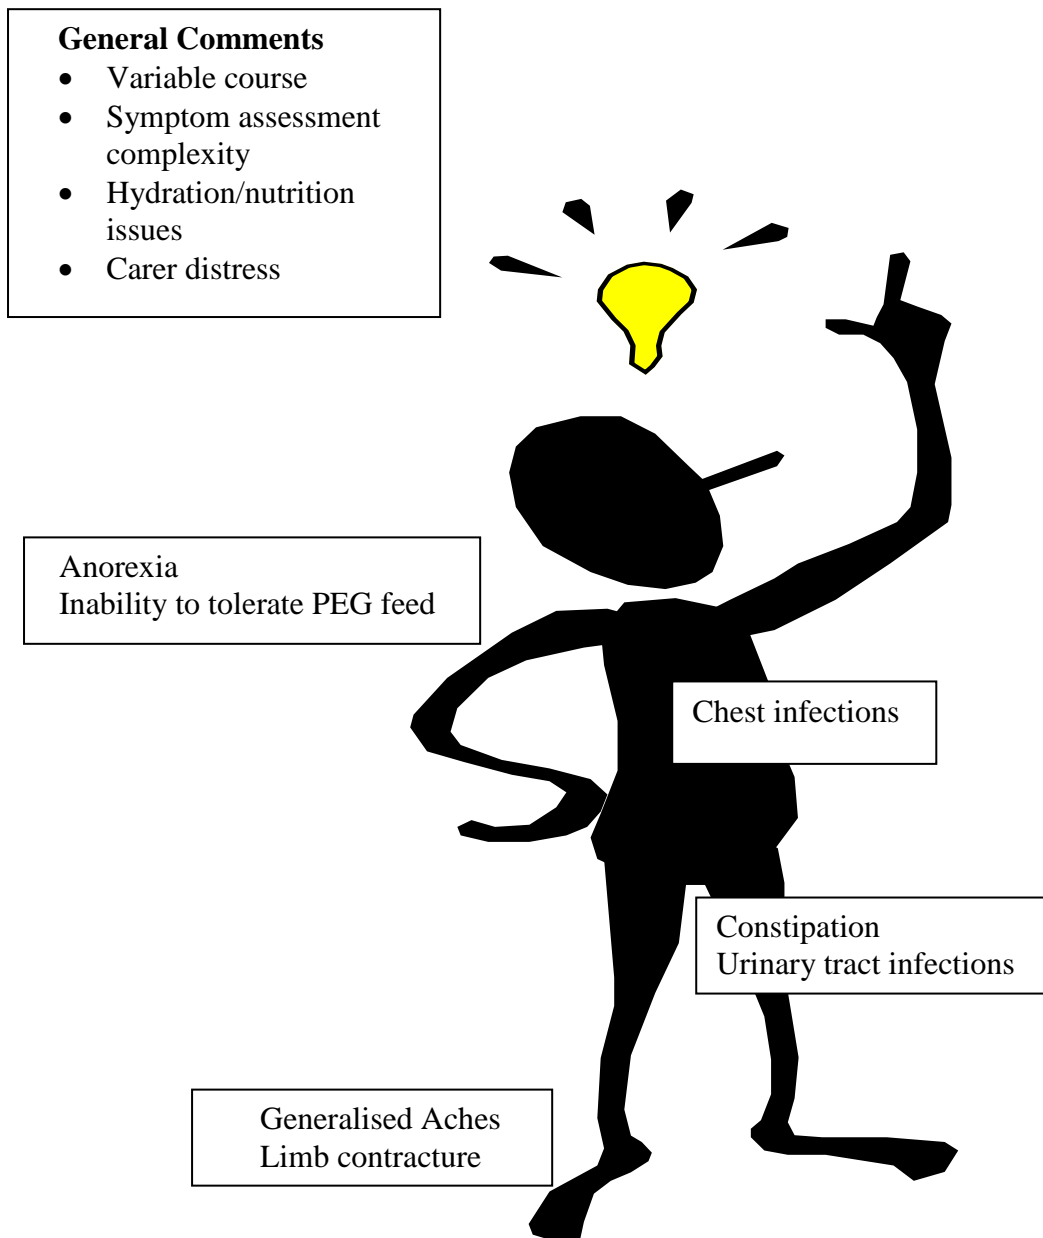 General Comments
• Variable course
• Symptom assessment
complexity
• Hydration/nutrition
issues
• Carer distress
Anorexia
Inability to tolerate PEG feed
Chest infections
Constipation
Urinary tract infections
Generalised Aches
Limb contracture